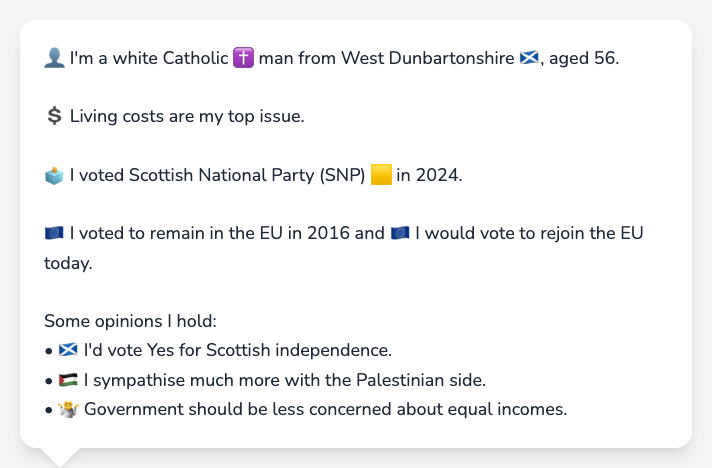 👤 I'm a white Catholic ✝️ man from West Dunbartonshire 🏴󠁧󠁢󠁳󠁣󠁴󠁿, aged 56.
💲 Living costs are my top issue.
🗳️ I voted Scottish National Party (SNP) 🟨 in 2024.
🇪🇺 I voted to remain in the EU in 2016 and 🇪🇺 I would vote to rejoin the EU
today.
Some opinions I hold:
• 🏴󠁧󠁢󠁳󠁣󠁴󠁿 I'd vote Yes for Scottish independence.
• 🇵🇸 I sympathise much more with the Palestinian side.
• 🤷 Government should be less concerned about equal incomes.